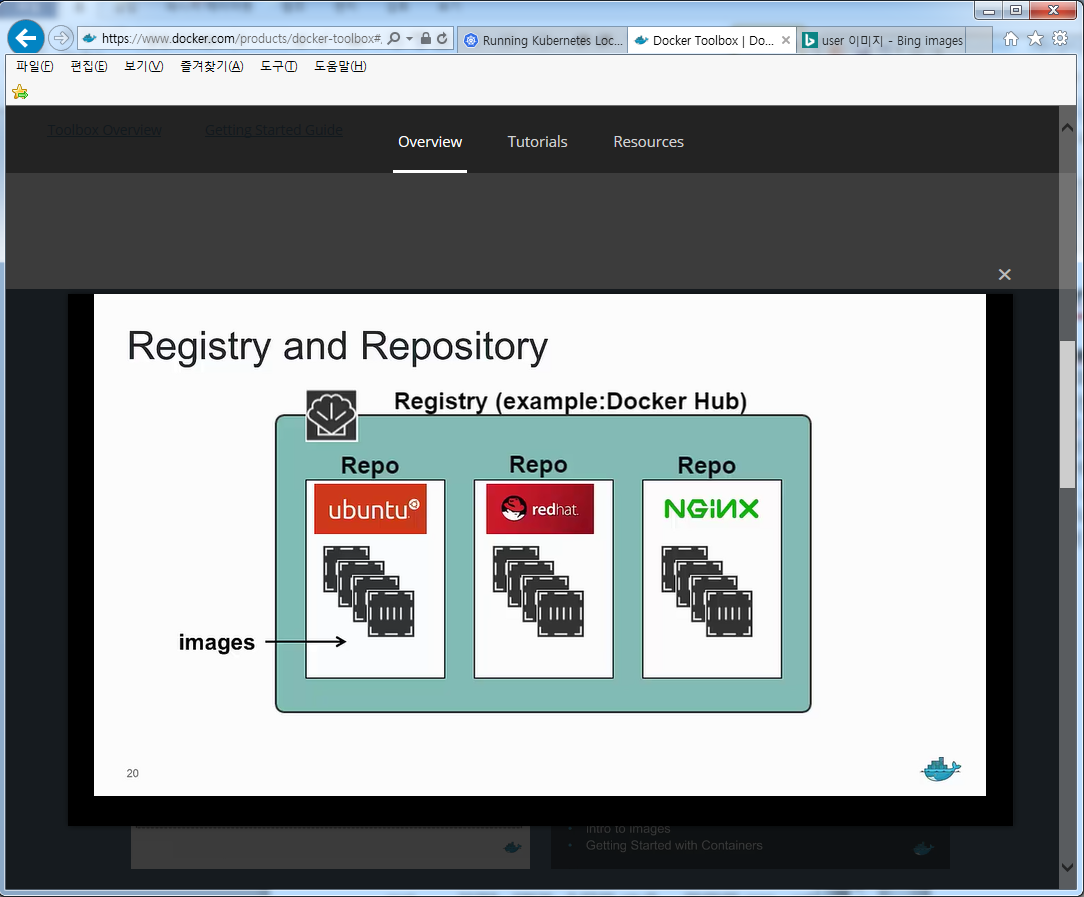 https://www.docker.com/products/docker-toolbox#
Running Kubernetes Loc...
Docker Toolbox | Do...
user 이미지 - Bing images
파일(F) 편집(E) 보기(V) 즐겨찾기(A) 도구(T) 도움말(H)
Toolbox Overview Getting Started Guide
Overview Tutorials Resources
Registry and Repository
Registry (example:Docker Hub)
Repo Repo Repo
ubuntu redhat. NGINX
images
20
Intro to Images
Getting Started with Containers